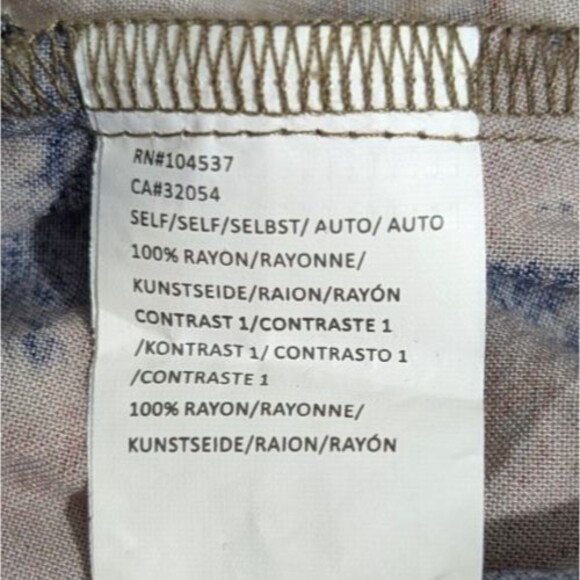 RN#104537
CA#32054
SELF/SELF/SELBST/ AUTO/ AUTO
100% RAYON/RAYONNE/
KUNSTSEIDE/RAION/RAYÓN
CONTRAST 1/CONTRASTE 1
/KONTRAST 1/ CONTRASTO 1
/CONTRASTE 1
100% RAYON/RAYONNE/
KUNSTSEIDE/RAION/RAYÓN